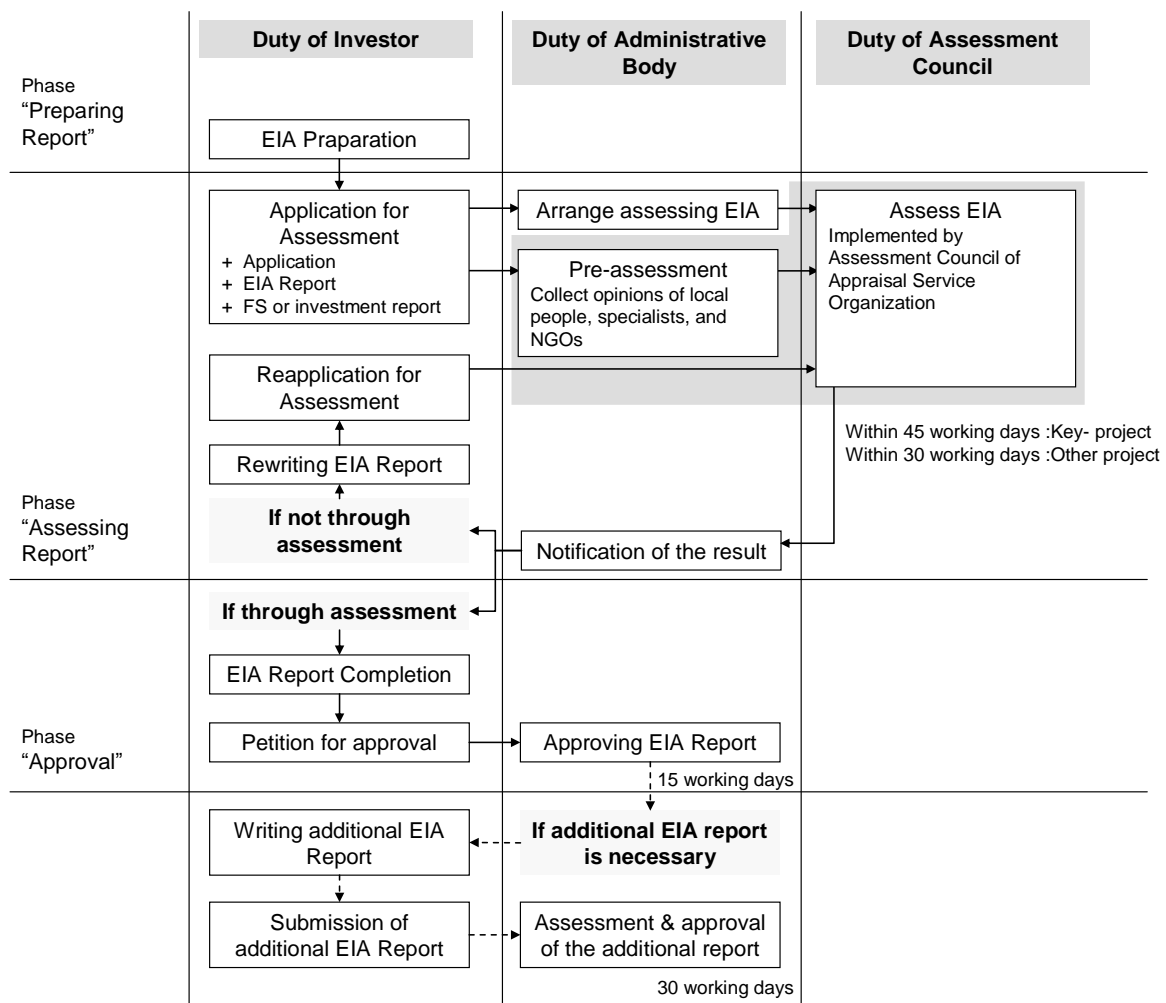 Duty of Investor
Duty of Administrative
Body
Duty of Assessment
Council
Phase
“Preparing
Report”
EIA Praparation
Application for
Assessment
+ Application
+ EIA Report
+ FS or investment report
Arrange assessing EIA
Pre-assessment
Collect opinions of local
people, specialists, and
NGOs
Assess EIA
Implemented by
Assessment Council of
Appraisal Service
Organization
Reapplication for
Assessment
Within 45 working days :Key- project
Within 30 working days :Other project
Rewriting EIA Report
Phase
“Assessing
Report”
If not through
assessment
Notification of the result
If through assessment
EIA Report Completion
Phase
“Approval”
Petition for approval
Approving EIA Report
15 working days
Writing additional EIA
Report
If additional EIA report
is necessary
Submission of
additional EIA Report
Assessment & approval
of the additional report
30 working days